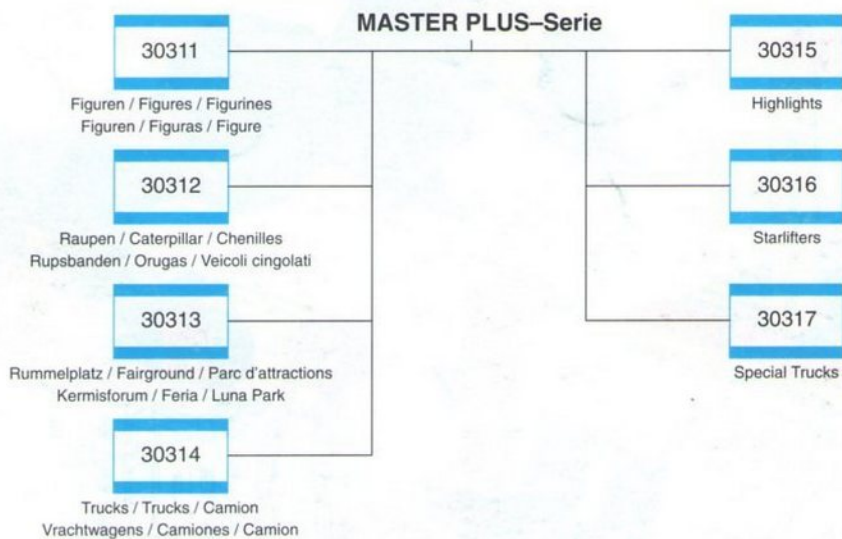 MASTER PLUS–Serie
30311
Figuren / Figures / Figurines
Figuren / Figuras / Figure
30312
Raupen / Caterpillar / Chenilles
Rupsbanden / Orugas / Veicoli cingolati
30313
Rummelplatz / Fairground / Parc d'attractions
Kermisforum / Feria / Luna Park
30314
Trucks / Trucks / Camion
Vrachtwagens / Camiones / Camion
30315
Highlights
30316
Starlifters
30317
Special Trucks